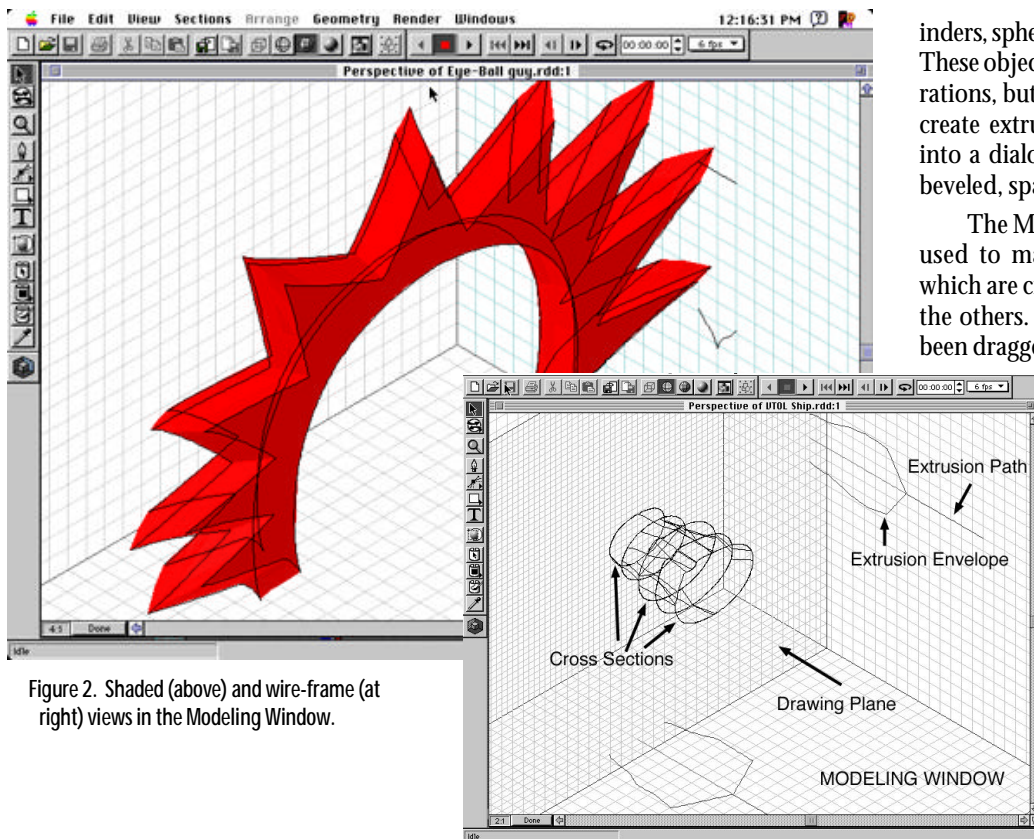 File Edit View Sections Arrange Geometry Render Windows 12:16:31 PM
00:00:00 6 fps
Perspective of Eye-Ball guy.rdd:1
T
4:1 Done
Idle
inders, sphe
These objec
rations, but
create extru
into a dialo
beveled, spa
The M
used to ma
which are c
the others.
been dragge
00:00:00 6 fps
Perspective of VTOL Ship.rdd:1
T
Extrusion Path
Extrusion Envelope
Cross Sections
Drawing Plane
MODELING WINDOW
2:1 Done
Idle
Figure 2. Shaded (above) and wire-frame (at
right) views in the Modeling Window.